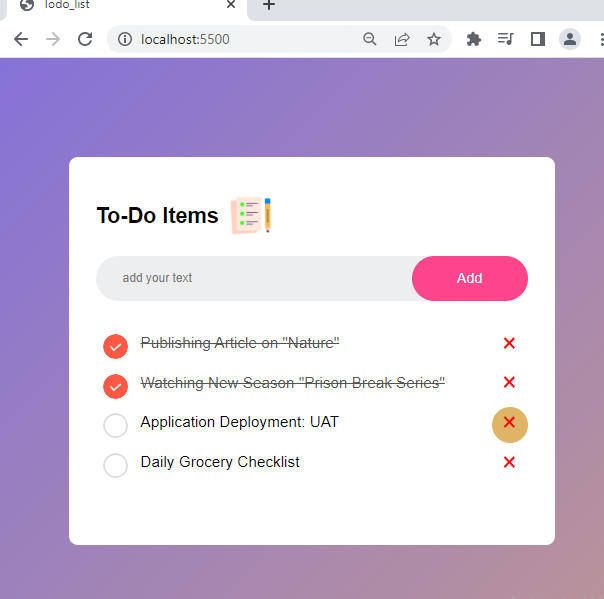 Todo_list
localhost:5500
To-Do Items
add your text
Add
Publishing Article on "Nature"
Watching New Season "Prison Break Series"
Application Deployment: UAT
Daily Grocery Checklist